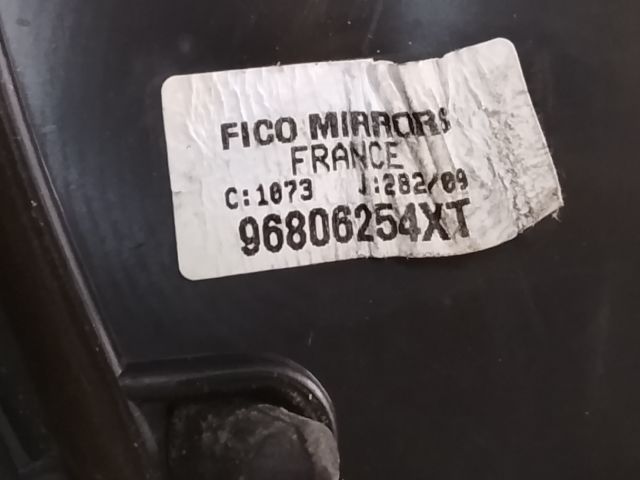 FICO MIRRORS
FRANCE
C:1073 J:282/09
96806254XT